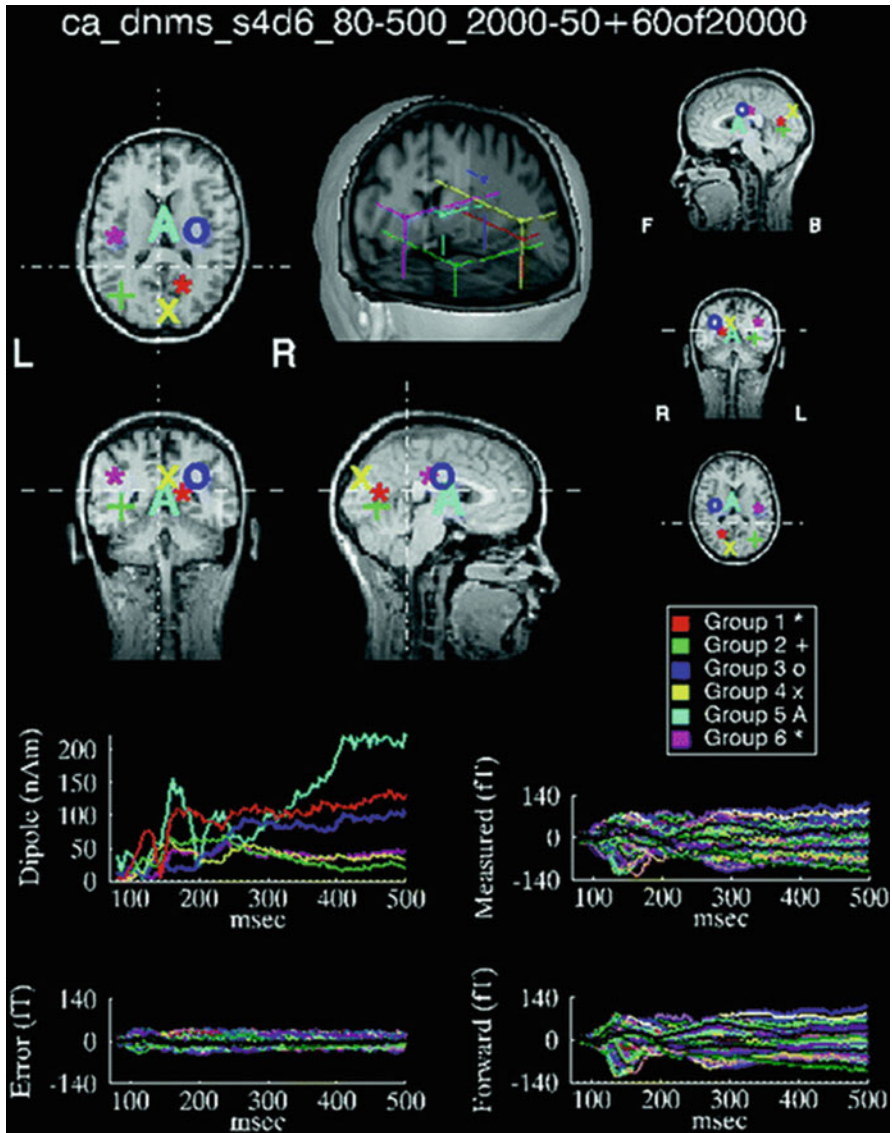 ca_dnms_s4d6_80-500_2000-50+60of20000
A
*
o
*
+
x
L
R
o * x
A * +
F
B
o x *
* A +
R
L
o A *
* x +
* x o
+ A *
x * * o
+ A
Group 1 *
Group 2 +
Group 3 o
Group 4 x
Group 5 A
Group 6 *
Dipole (nAm)
200
150
100
50
0
100 200 300 400 500
msec
Measured (fT)
140
0
-140
100 200 300 400 500
msec
Error (fT)
140
0
-140
100 200 300 400 500
msec
Forward (fT)
140
0
-140
100 200 300 400 500
msec